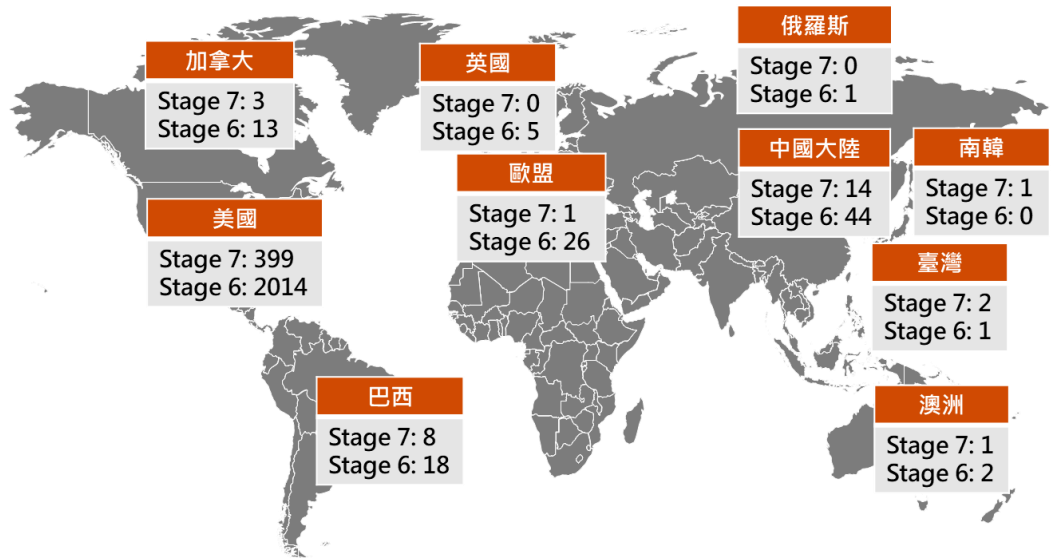 加拿大
Stage 7: 3
Stage 6: 13
英國
Stage 7: 0
Stage 6: 5
俄羅斯
Stage 7: 0
Stage 6: 1
歐盟
Stage 7: 1
Stage 6: 26
中國大陸
Stage 7: 14
Stage 6: 44
南韓
Stage 7: 1
Stage 6: 0
美國
Stage 7: 399
Stage 6: 2014
臺灣
Stage 7: 2
Stage 6: 1
巴西
Stage 7: 8
Stage 6: 18
澳洲
Stage 7: 1
Stage 6: 2